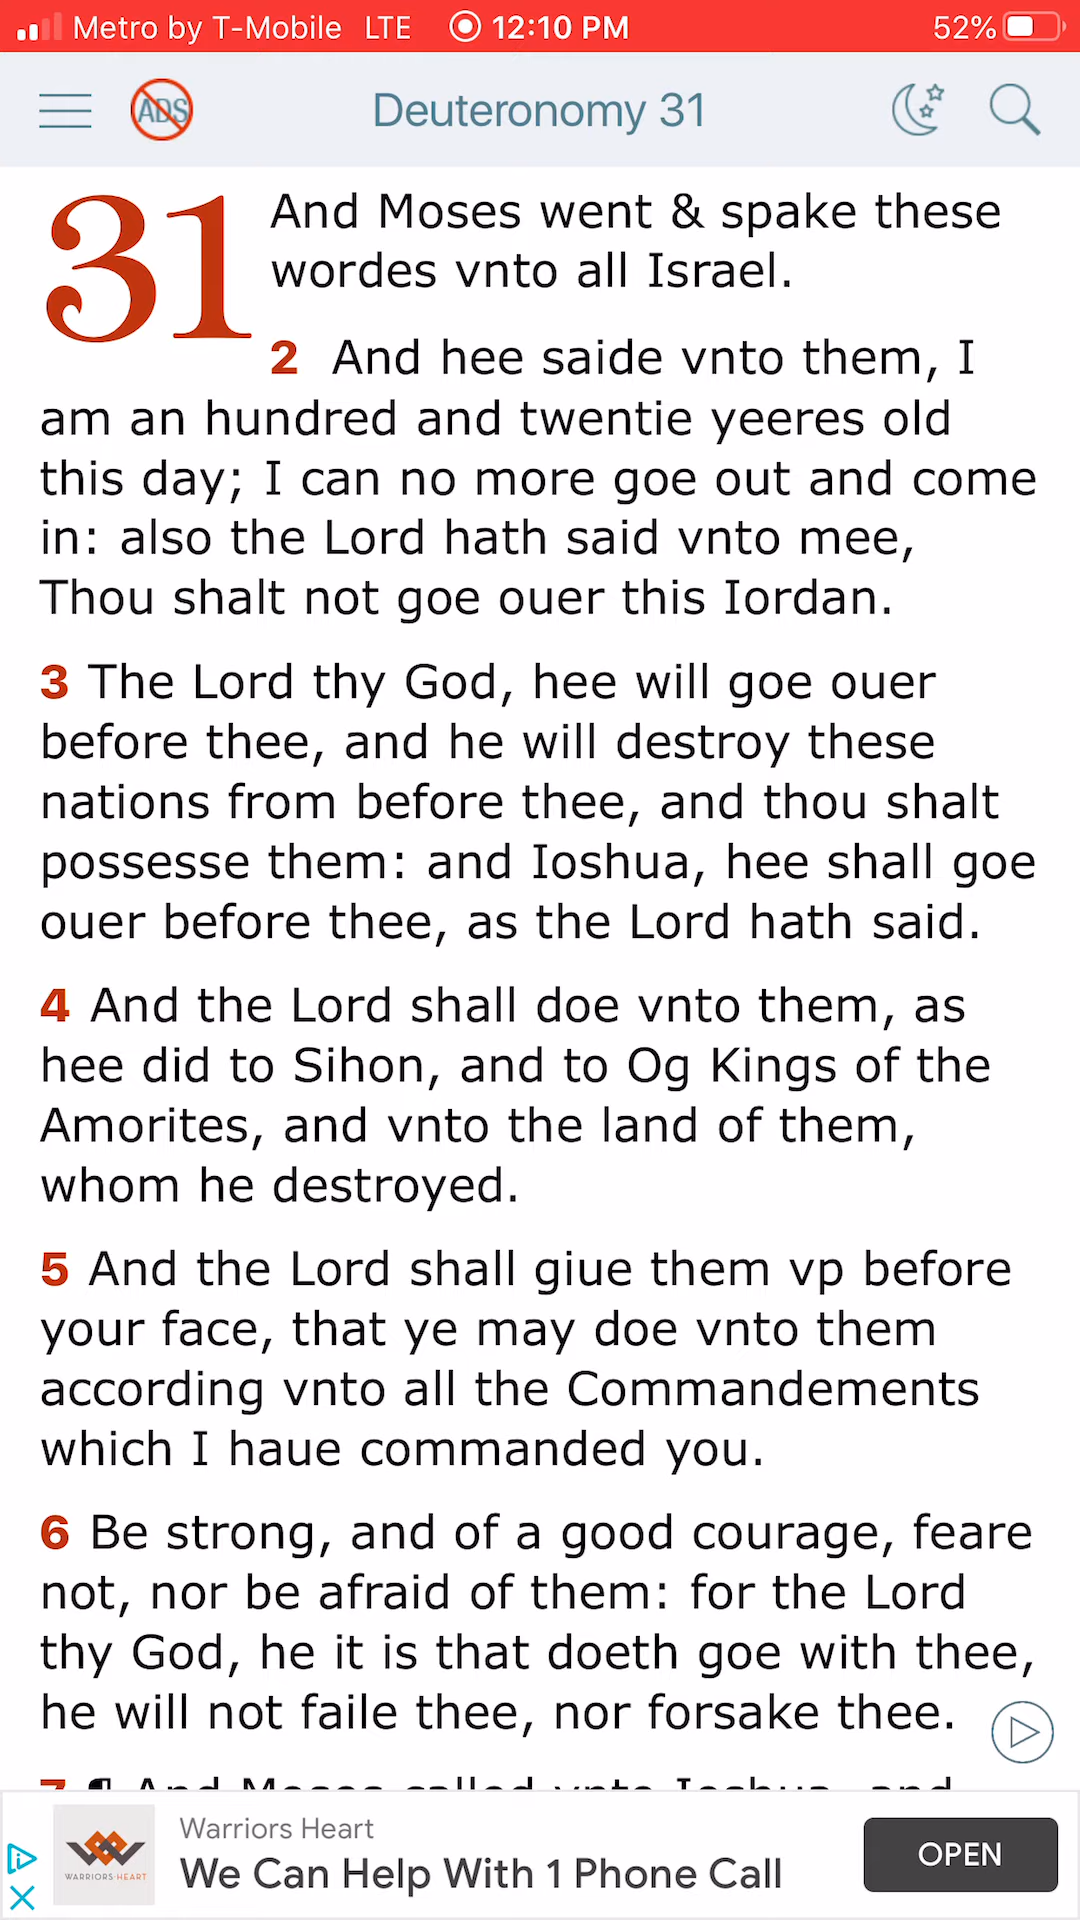 Metro by T-Mobile LTE 12:10 PM 52%
ADS Deuteronomy 31
31 And Moses went & spake these
wordes vnto all Israel.
2 And hee saide vnto them, I
am an hundred and twentie yeeres old
this day; I can no more goe out and come
in: also the Lord hath said vnto mee,
Thou shalt not goe ouer this Iordan.
3 The Lord thy God, hee will goe ouer
before thee, and he will destroy these
nations from before thee, and thou shalt
possesse them: and Ioshua, hee shall goe
ouer before thee, as the Lord hath said.
4 And the Lord shall doe vnto them, as
hee did to Sihon, and to Og Kings of the
Amorites, and vnto the land of them,
whom he destroyed.
5 And the Lord shall giue them vp before
your face, that ye may doe vnto them
according vnto all the Commandements
which I haue commanded you.
6 Be strong, and of a good courage, feare
not, nor be afraid of them: for the Lord
thy God, he it is that doeth goe with thee,
he will not faile thee, nor forsake thee.
7 ¶ And Moses called vnto Ioshua, and
Warriors Heart
WARRIORS HEART
We Can Help With 1 Phone Call
OPEN